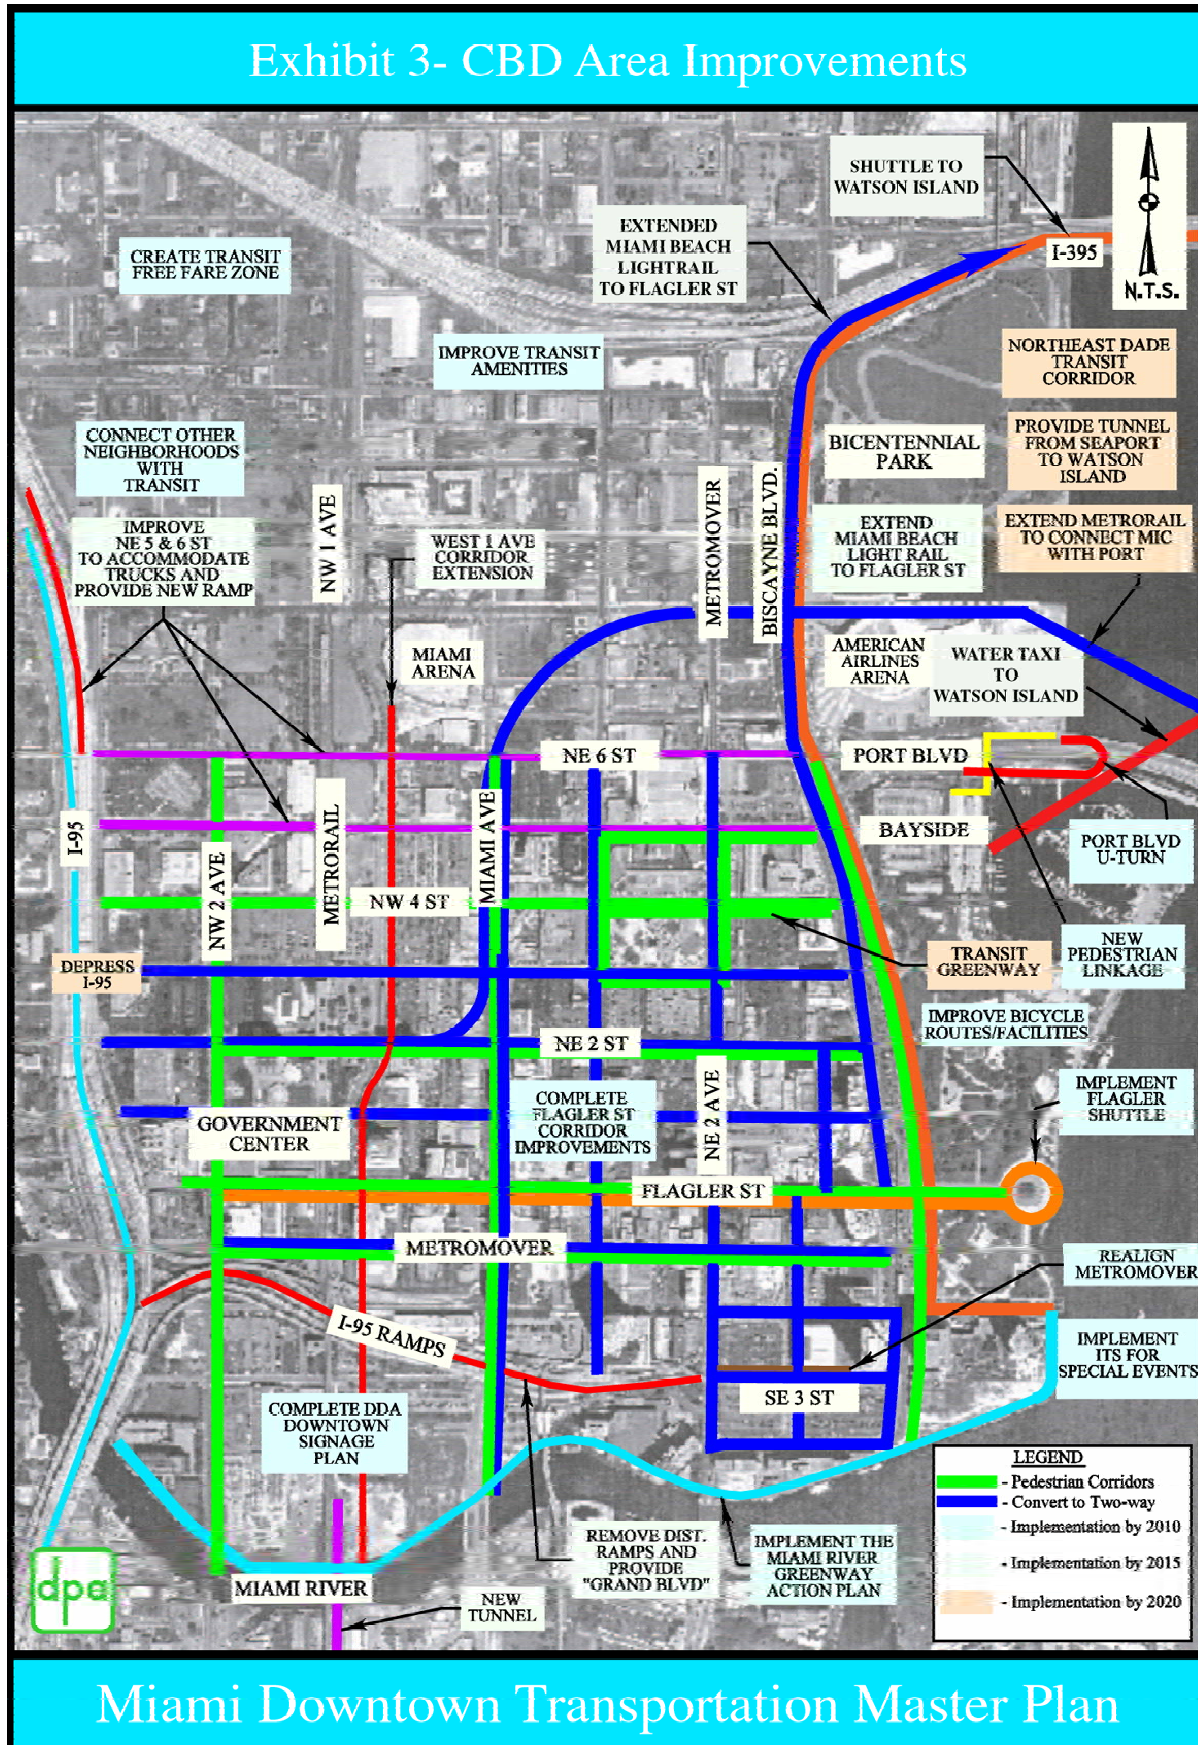 Exhibit 3- CBD Area Improvements
SHUTTLE TO
WATSON ISLAND
EXTENDED
MIAMI BEACH
LIGHTRAIL
TO FLAGLER ST
I-395
N.T.S.
CREATE TRANSIT
FREE FARE ZONE
IMPROVE TRANSIT
AMENITIES
NORTHEAST DADE
TRANSIT
CORRIDOR
CONNECT OTHER
NEIGHBORHOODS
WITH
TRANSIT
BICENTENNIAL
PARK
PROVIDE TUNNEL
FROM SEAPORT
TO WATSON
ISLAND
IMPROVE
NE 5 & 6 ST
TO ACCOMMODATE
TRUCKS AND
PROVIDE NEW RAMP
NW 1 AVE
WEST 1 AVE
CORRIDOR
EXTENSION
METROMOVER
BISCAYNE BLVD.
EXTEND
MIAMI BEACH
LIGHT RAIL
TO FLAGLER ST
EXTEND METRORAIL
TO CONNECT MIC
WITH PORT
MIAMI
ARENA
AMERICAN
AIRLINES
ARENA
WATER TAXI
TO
WATSON ISLAND
NE 6 ST
PORT BLVD
I-95
NW 2 AVE
METRORAIL
MIAMI AVE
BAYSIDE
PORT BLVD
U-TURN
NW 4 ST
DEPRESS
I-95
TRANSIT
GREENWAY
NEW
PEDESTRIAN
LINKAGE
IMPROVE BICYCLE
ROUTES/FACILITIES
NE 2 ST
GOVERNMENT
CENTER
COMPLETE
FLAGLER ST
CORRIDOR
IMPROVEMENTS
NE 2 AVE
IMPLEMENT
FLAGLER
SHUTTLE
FLAGLER ST
METROMOVER
REALIGN
METROMOVER
I-95 RAMPS
IMPLEMENT
ITS FOR
SPECIAL EVENTS
SE 3 ST
COMPLETE DDA
DOWNTOWN
SIGNAGE
PLAN
LEGEND
- Pedestrian Corridors
- Convert to Two-way
- Implementation by 2010
- Implementation by 2015
- Implementation by 2020
REMOVE DIST.
RAMPS AND
PROVIDE
"GRAND BLVD"
IMPLEMENT THE
MIAMI RIVER
GREENWAY
ACTION PLAN
dpa
MIAMI RIVER
NEW
TUNNEL
Miami Downtown Transportation Master Plan